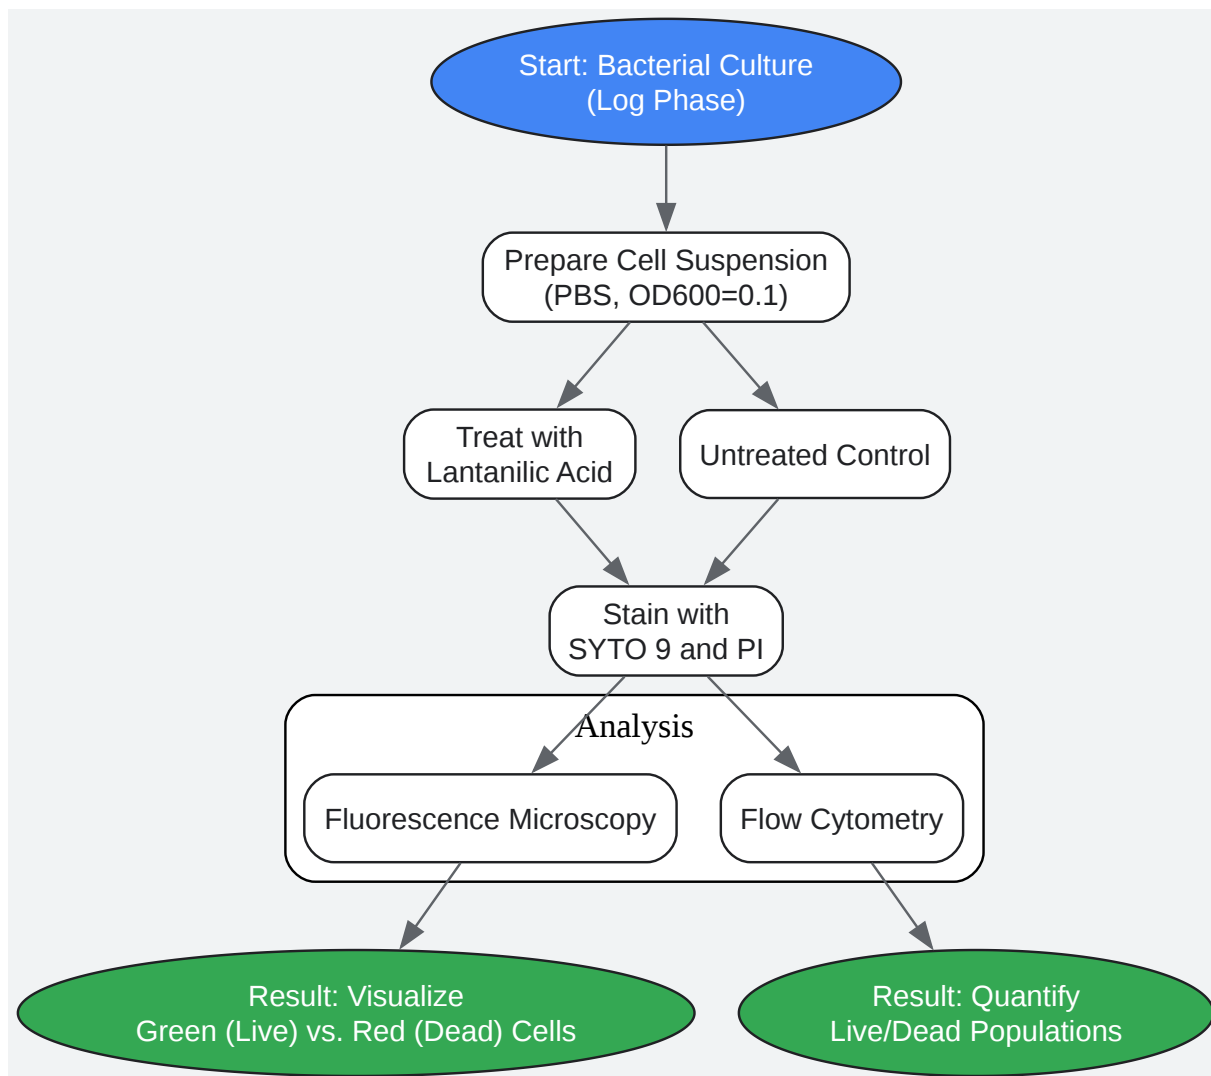 Start: Bacterial Culture
(Log Phase)
Prepare Cell Suspension
(PBS, OD600=0.1)
Treat with
Lantanilic Acid
Untreated Control
Stain with
SYTO 9 and PI
Analysis
Fluorescence Microscopy
Flow Cytometry
Result: Visualize
Green (Live) vs. Red (Dead) Cells
Result: Quantify
Live/Dead Populations